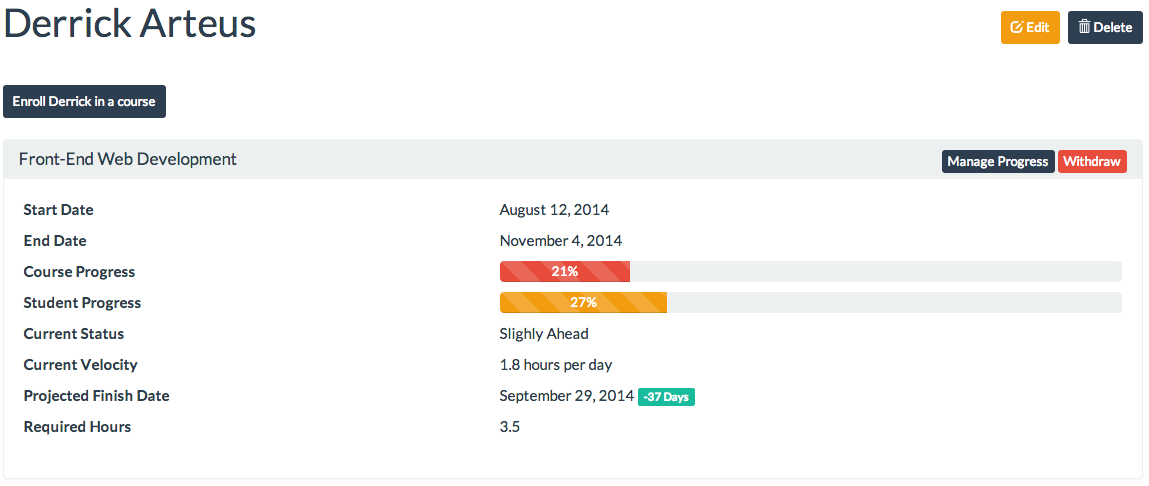 Derrick Arteus
Edit
Delete
Enroll Derrick in a course
Front-End Web Development
Manage Progress
Withdraw
Start Date August 12, 2014
End Date November 4, 2014
Course Progress 21%
Student Progress 27%
Current Status Slighly Ahead
Current Velocity 1.8 hours per day
Projected Finish Date September 29, 2014 -37 Days
Required Hours 3.5